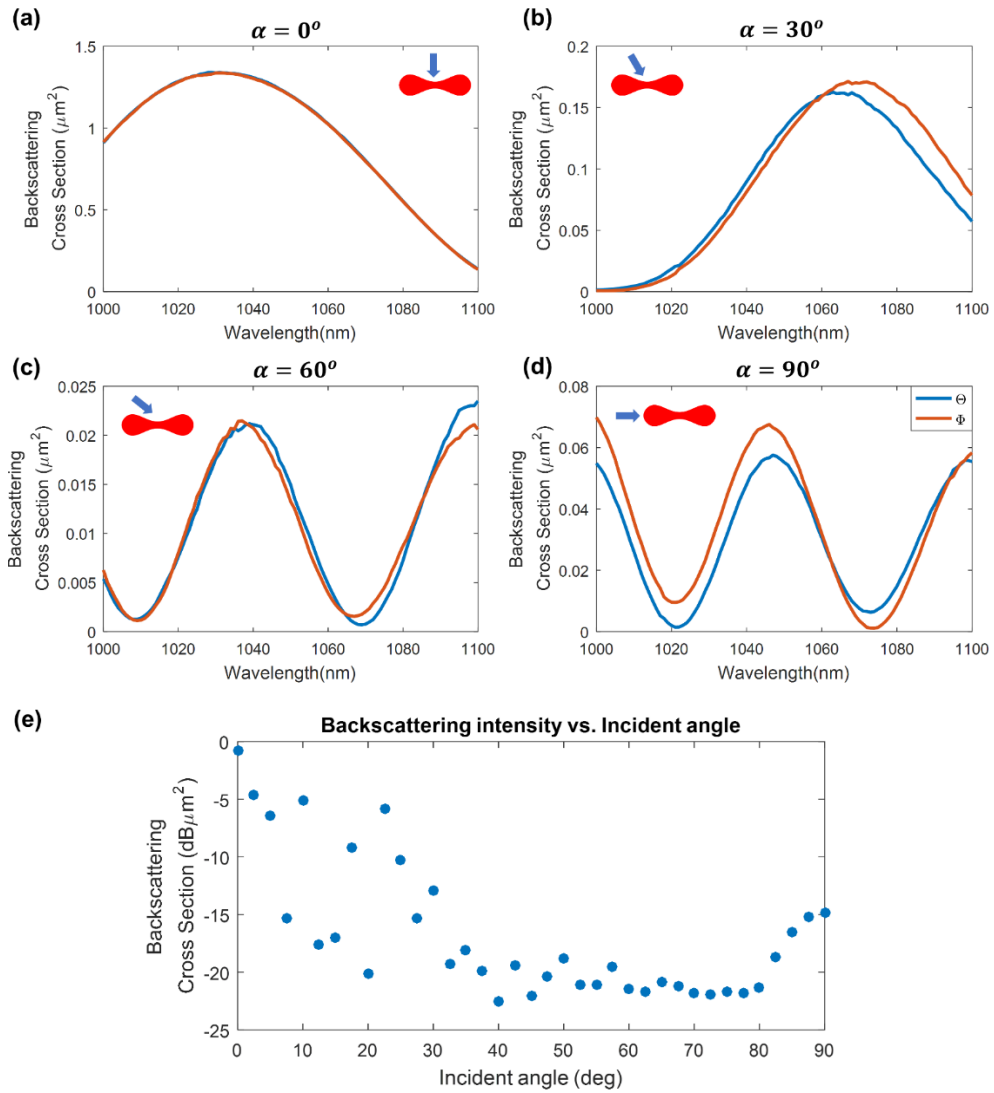 (a)
α = 0°
1.5
1
0.5
0
Backscattering
Cross Section (μm²)
1000 1020 1040 1060 1080 1100
Wavelength(nm)
(b)
α = 30°
0.2
0.15
0.1
0.05
0
Backscattering
Cross Section (μm²)
1000 1020 1040 1060 1080 1100
Wavelength(nm)
(c)
α = 60°
0.025
0.02
0.015
0.01
0.005
0
Backscattering
Cross Section (μm²)
1000 1020 1040 1060 1080 1100
Wavelength(nm)
(d)
α = 90°
0.08
0.06
0.04
0.02
0
Backscattering
Cross Section (μm²)
Θ
Φ
1000 1020 1040 1060 1080 1100
Wavelength(nm)
(e)
Backscattering intensity vs. Incident angle
0
-5
-10
-15
-20
-25
Backscattering
Cross Section (dBμm²)
0 10 20 30 40 50 60 70 80 90
Incident angle (deg)